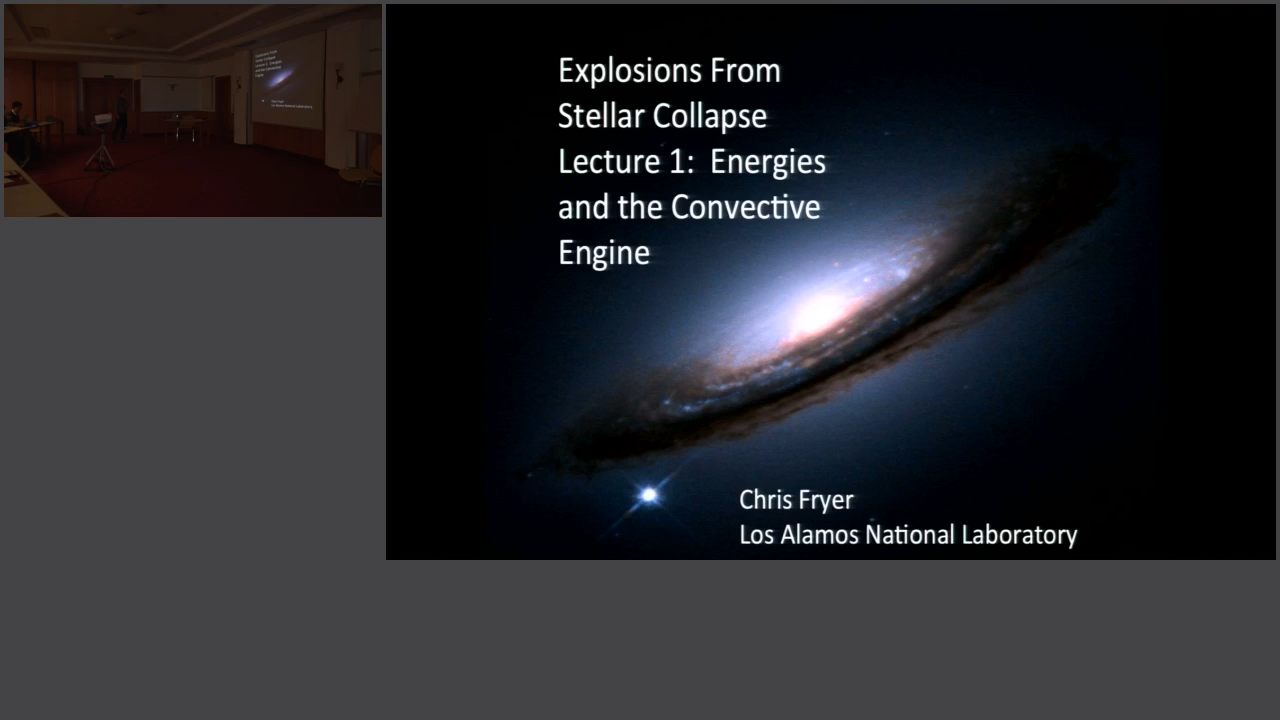 Explosions From
Stellar Collapse
Lecture 1: Energies
and the Convective
Engine
Chris Fryer
Los Alamos National Laboratory